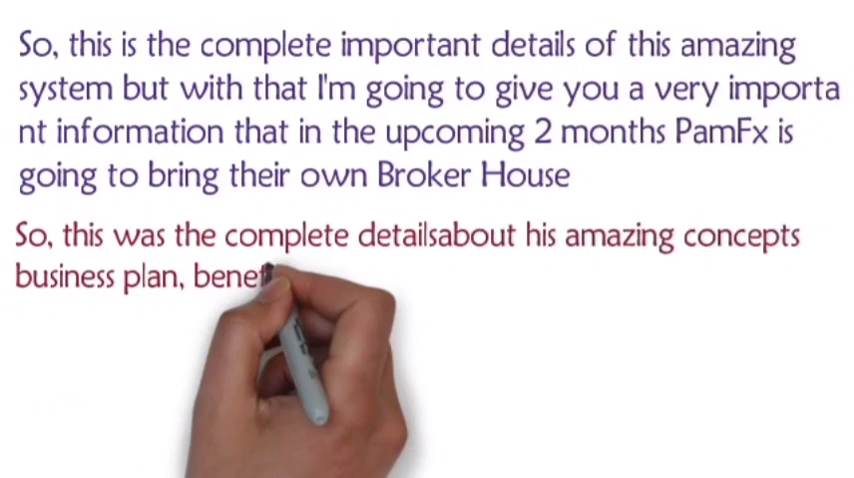 So, this is the complete important details of this amazing
system but with that I'm going to give you a very importa
nt information that in the upcoming 2 months PamFx is
going to bring their own Broker House
So, this was the complete detailsabout his amazing concepts
business plan, bene